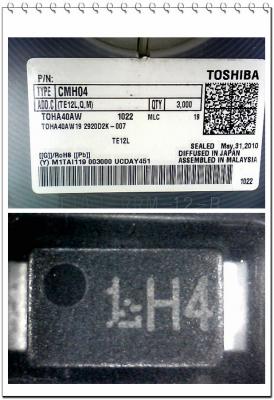 P/N:
TOSHIBA
TYPE CMH04
ADD.C (TE12L,Q,M) QTY 3,000
TOHA40AW 1022 MLC 19
TOHA40AW19 2920D2K-007
TE12L
SEALED May,31,2010
DIFFUSED IN JAPAN
[[G]]/RoHS [[Pb]] ASSEMBLED IN MALAYSIA
(Y) M1TAI119 003000 UCDAY451
1022
H4